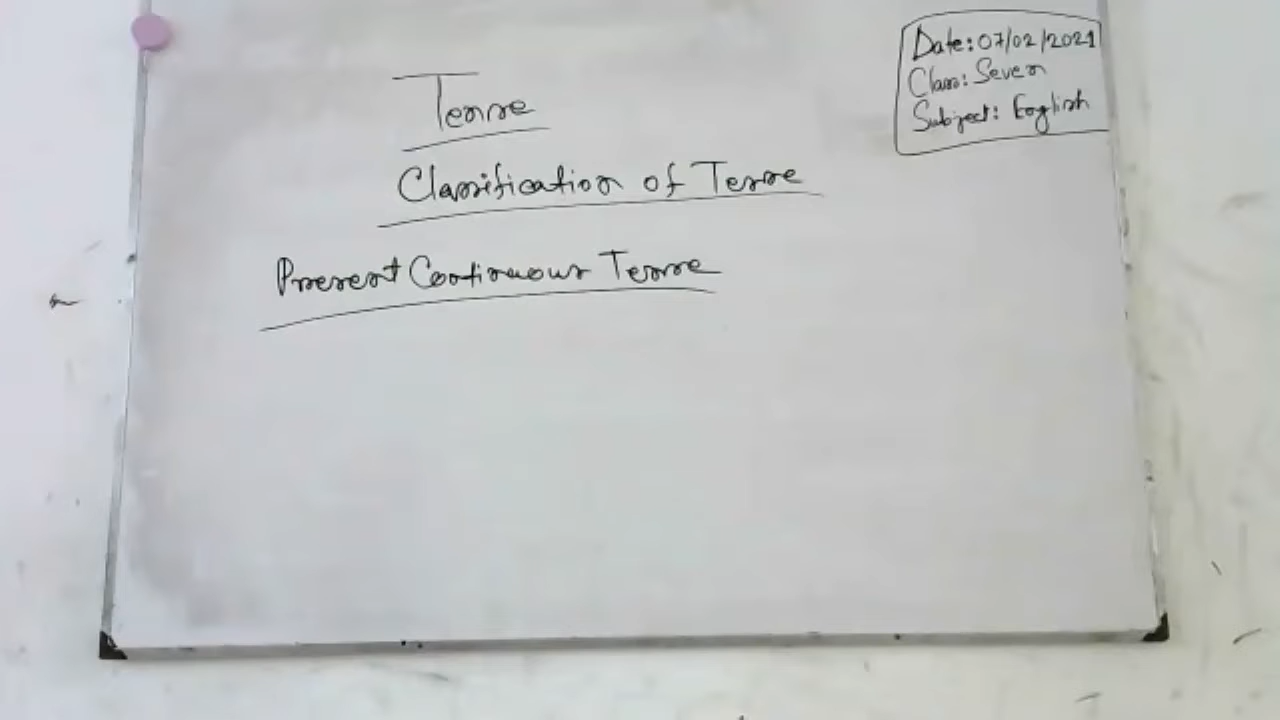 Tense
Classification of Tense
Present Continuous Tense
Date: 07/02/2021
Class: Seven
Subject: English